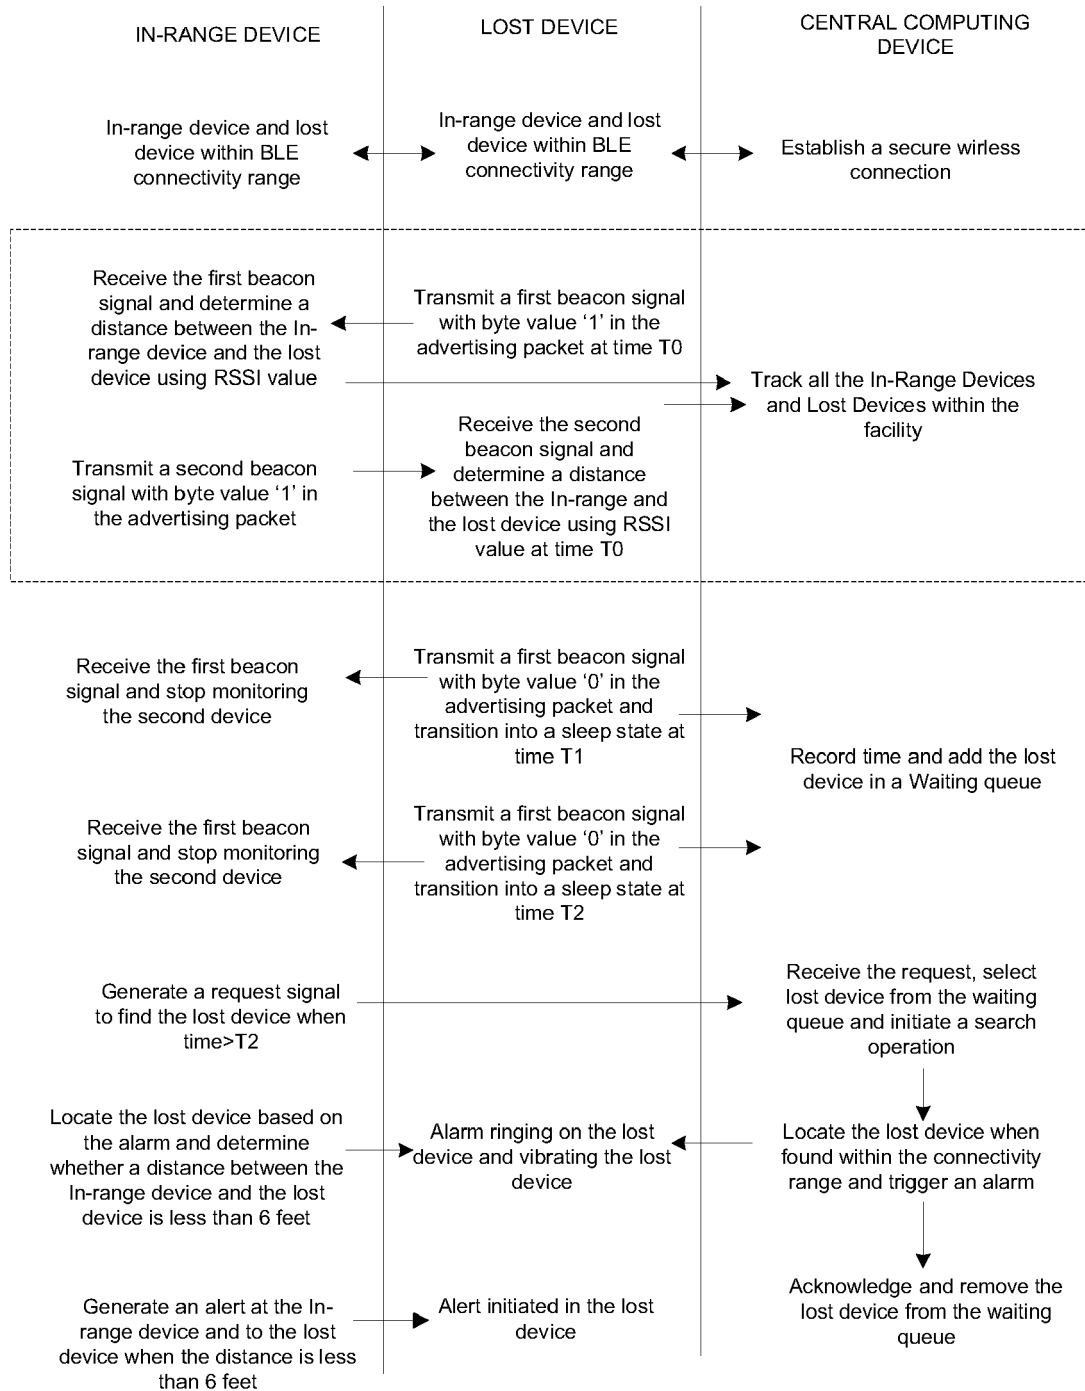 IN-RANGE DEVICE
LOST DEVICE
CENTRAL COMPUTING
DEVICE
In-range device and lost
device within BLE
connectivity range
In-range device and lost
device within BLE
connectivity range
Establish a secure wirless
connection
Receive the first beacon
signal and determine a
distance between the In-
range device and the lost
device using RSSI value
Transmit a first beacon signal
with byte value ‘1’ in the
advertising packet at time T0
Track all the In-Range Devices
and Lost Devices within the
facility
Transmit a second beacon
signal with byte value ‘1’ in
the advertising packet
Receive the second
beacon signal and
determine a distance
between the In-range and
the lost device using RSSI
value at time T0
Receive the first beacon
signal and stop monitoring
the second device
Transmit a first beacon signal
with byte value ‘0’ in the
advertising packet and
transition into a sleep state at
time T1
Record time and add the lost
device in a Waiting queue
Receive the first beacon
signal and stop monitoring
the second device
Transmit a first beacon signal
with byte value ‘0’ in the
advertising packet and
transition into a sleep state at
time T2
Generate a request signal
to find the lost device when
time>T2
Receive the request, select
lost device from the waiting
queue and initiate a search
operation
Locate the lost device based on
the alarm and determine
whether a distance between the
In-range device and the lost
device is less than 6 feet
Alarm ringing on the lost
device and vibrating the lost
device
Locate the lost device when
found within the connectivity
range and trigger an alarm
Generate an alert at the In-
range device and to the lost
device when the distance is less
than 6 feet
Alert initiated in the lost
device
Acknowledge and remove the
lost device from the waiting
queue